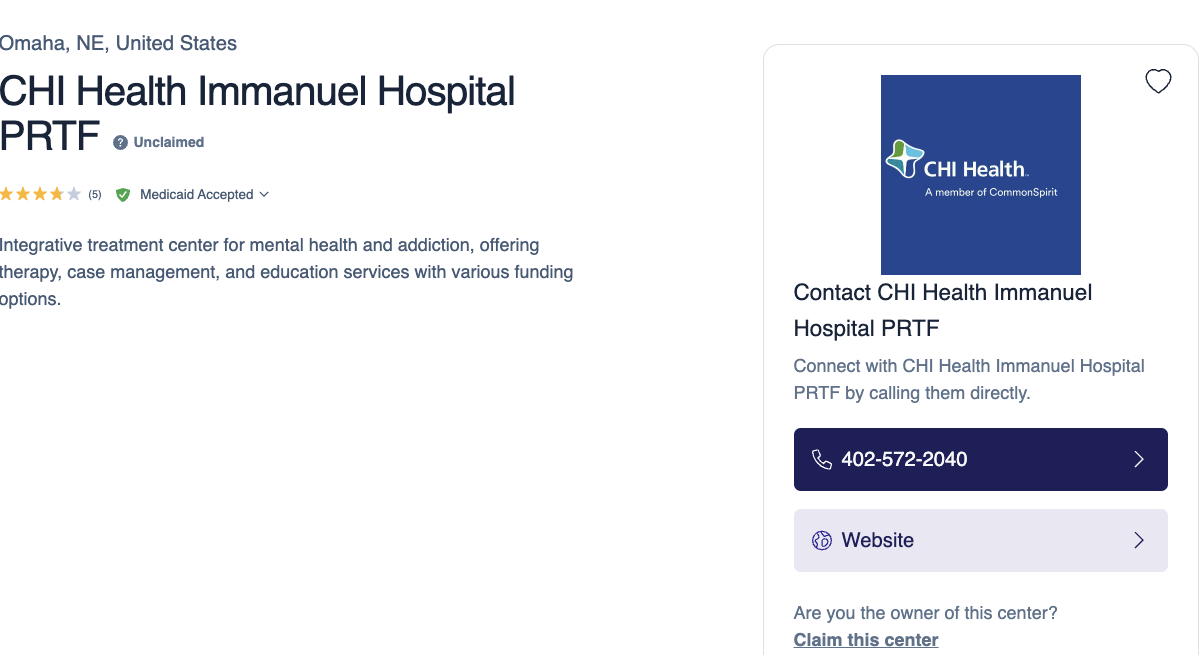 Omaha, NE, United States
CHI Health Immanuel Hospital
PRTF ? Unclaimed
(5) Medicaid Accepted
Integrative treatment center for mental health and addiction, offering
therapy, case management, and education services with various funding
options.
CHI Health™
A member of CommonSpirit
Contact CHI Health Immanuel
Hospital PRTF
Connect with CHI Health Immanuel Hospital
PRTF by calling them directly.
402-572-2040
Website
Are you the owner of this center?
Claim this center